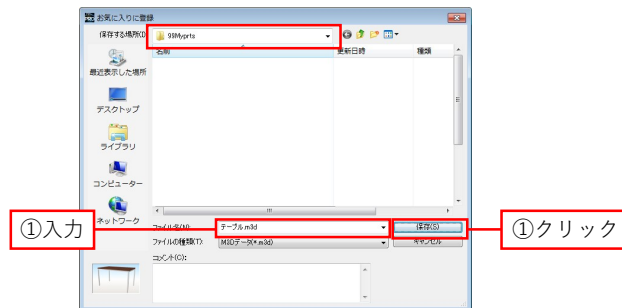 お気に入りに登録
保存する場所(I):
99Myprts
名前
更新日時
種類
最近表示した場所
デスクトップ
ライブラリ
コンピューター
ネットワーク
①入力
ファイル名(N):
テーブル.m3d
保存(S)
①クリック
ファイルの種類(T):
M3Dデータ(*.m3d)
キャンセル
コメント(C):